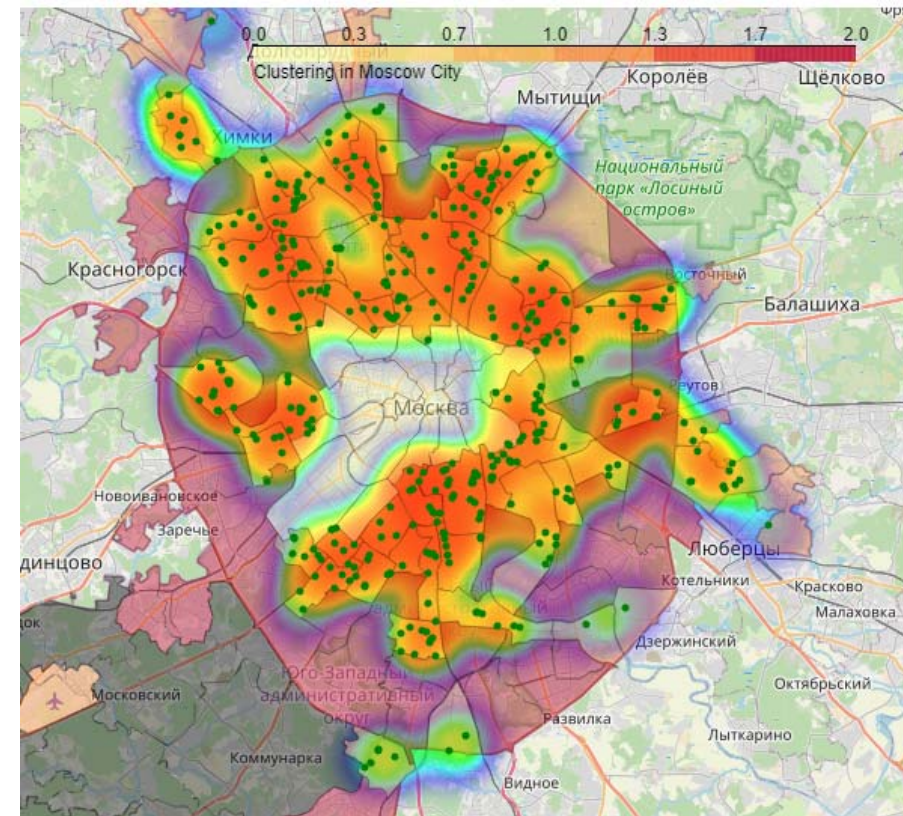 0.0 0.3 0.7 1.0 1.3 1.7 2.0
Долгопрудный
Clustering in Moscow City
Королёв
Щёлково
Мытищи
Химки
Национальный
парк «Лосиный
остров»
Красногорск
Восточный
Балашиха
Реутов
Москва
Новоивановское
Заречье
динцово
Люберцы
Котельники
Красково
Малаховка
Дзержинский
Юго-Западный
административный
округ
Октябрьский
Московский
Развилка
Лыткарино
Коммунарка
Видное